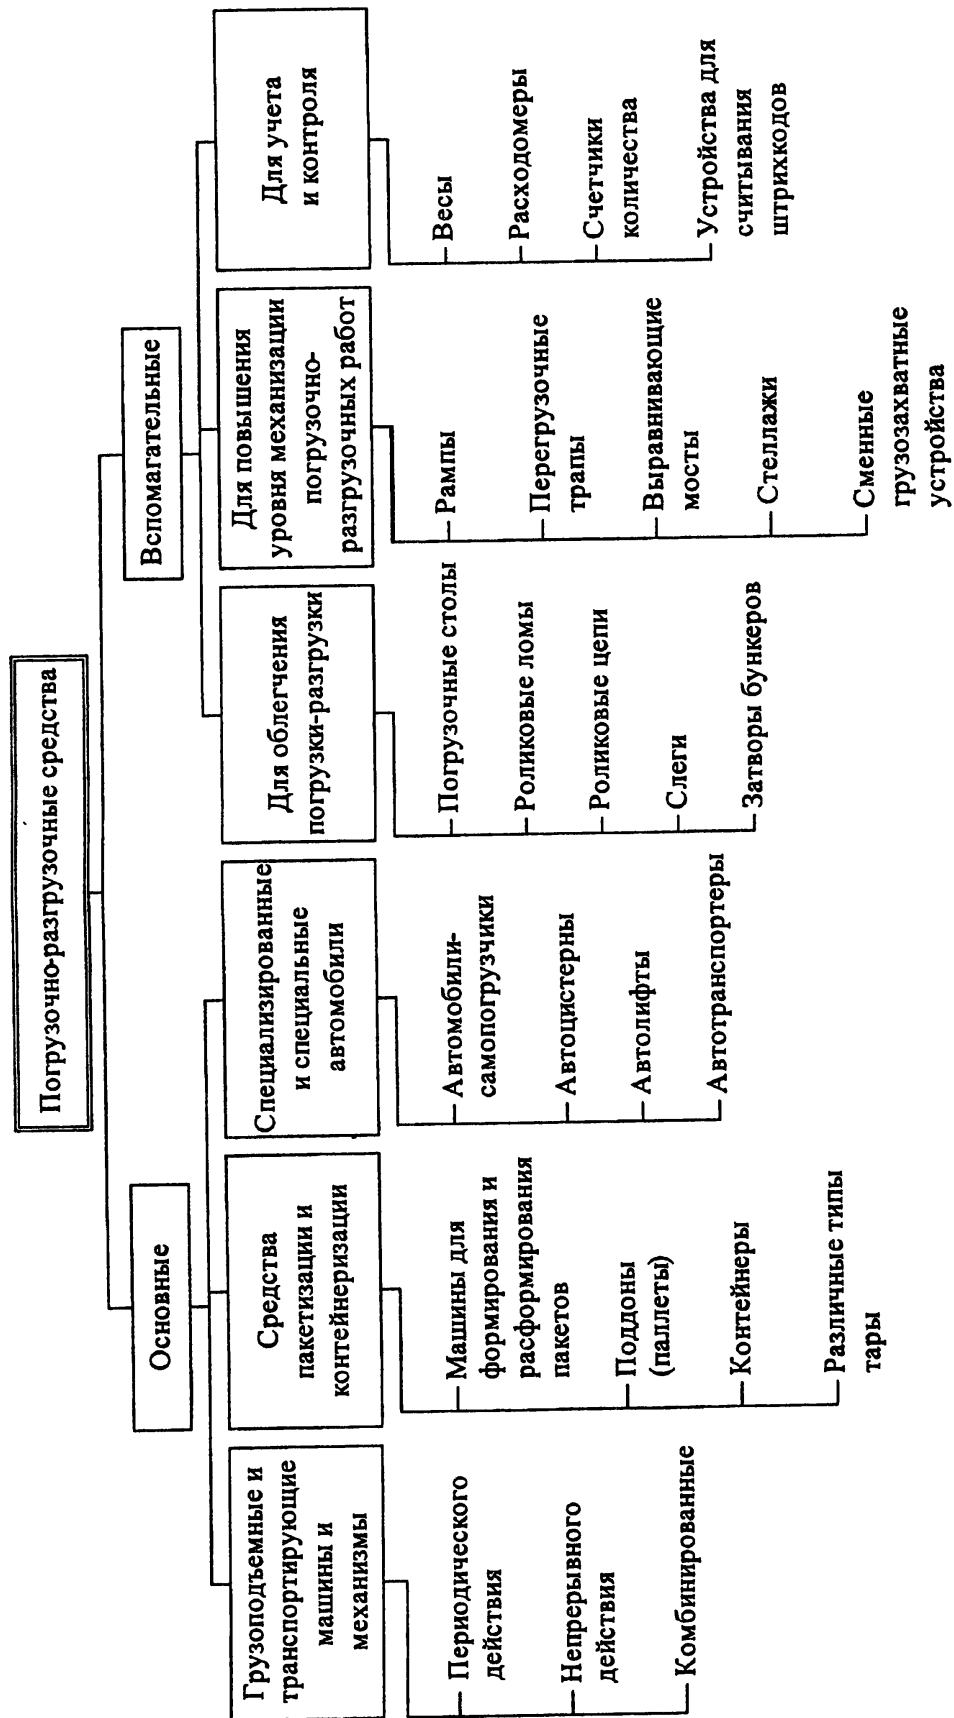 Погрузочно-разгрузочные средства
Основные
Грузоподъемные и
транспортирующие
машины и
механизмы
Периодического
действия
Непрерывного
действия
Комбинированные
Средства
пакетизации и
контейнеризации
Машины для
формирования и
расформирования
пакетов
Поддоны
(паллеты)
Контейнеры
Различные типы
тары
Специализированные
и специальные
автомобили
Автомобили-
самопогрузчики
Автоцистерны
Автолифты
Автотранспортеры
Вспомагательные
Для облегчения
погрузки-разгрузки
Погрузочные столы
Роликовые ломы
Роликовые цепи
Слеги
Затворы бункеров
Для повышения
уровня механизации
погрузочно-
разгрузочных работ
Рампы
Перегрузочные
трапы
Выравнивающие
мосты
Стеллажи
Сменные
грузозахватные
устройства
Для учета
и контроля
Весы
Расходомеры
Счетчики
количества
Устройства для
считывания
штрихкодов